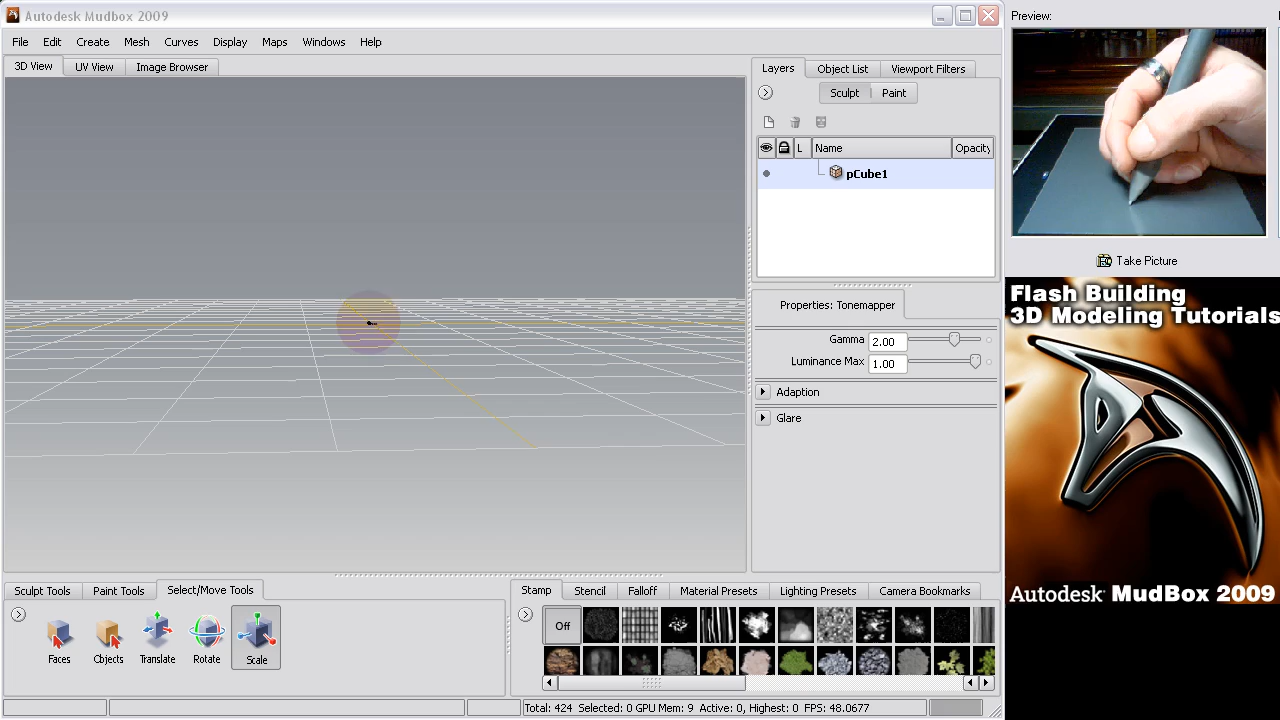 Autodesk Mudbox 2009
File Edit Create Mesh Curves Display Maps Windows Help
3D View UV View Image Browser
Layers Object List Viewport Filters
Sculpt Paint
L Name Opacity
pCube1
Properties: Tonemapper
Gamma 2.00
Luminance Max 1.00
Adaption
Glare
Preview:
Take Picture
Flash Building
3D Modeling Tutorials
Autodesk MudBox 2009
Sculpt Tools Paint Tools Select/Move Tools
Faces Objects Translate Rotate Scale
Stamp Stencil Falloff Material Presets Lighting Presets Camera Bookmarks
Off
Total: 424 Selected: 0 GPU Mem: 9 Active: 0, Highest: 0 FPS: 48.0677